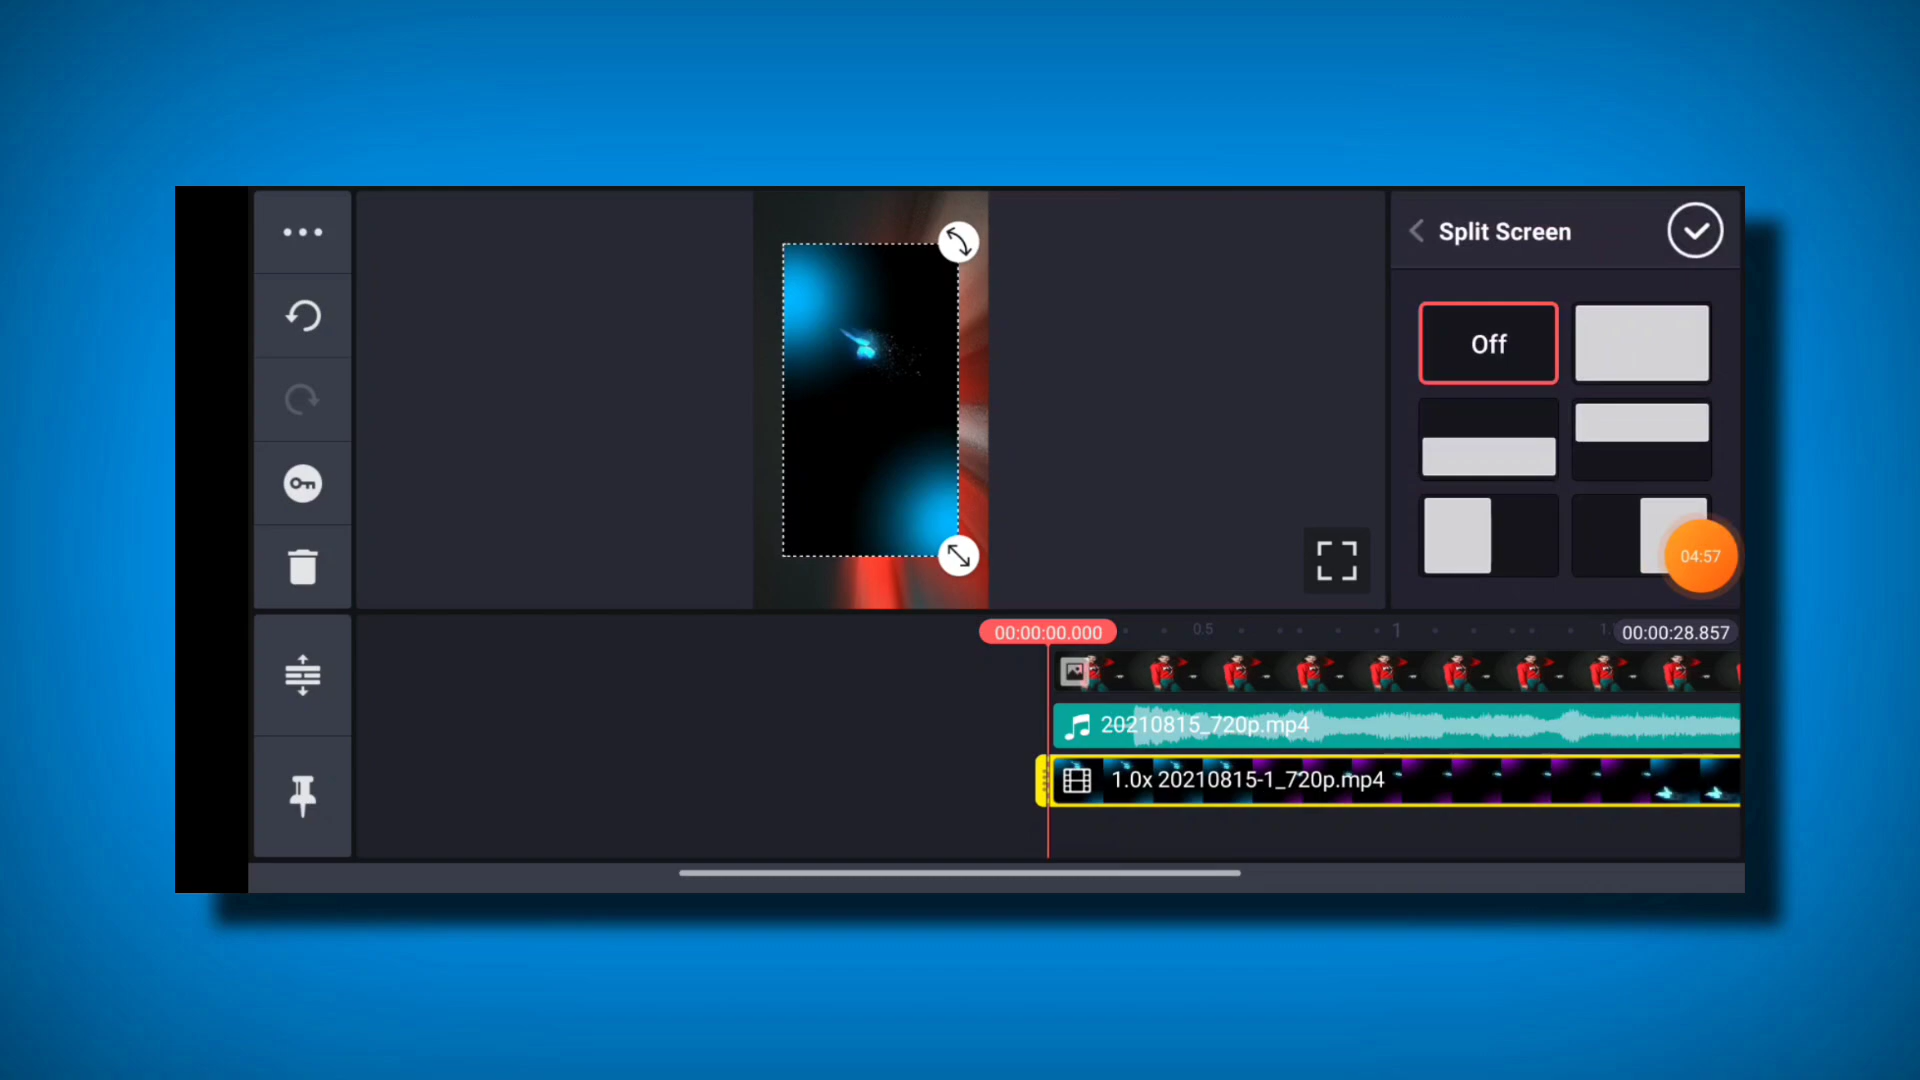 Split Screen
Off
04:57
00:00:00.000
0.5
1
00:00:28.857
20210815_720p.mp4
1.0x 20210815-1_720p.mp4